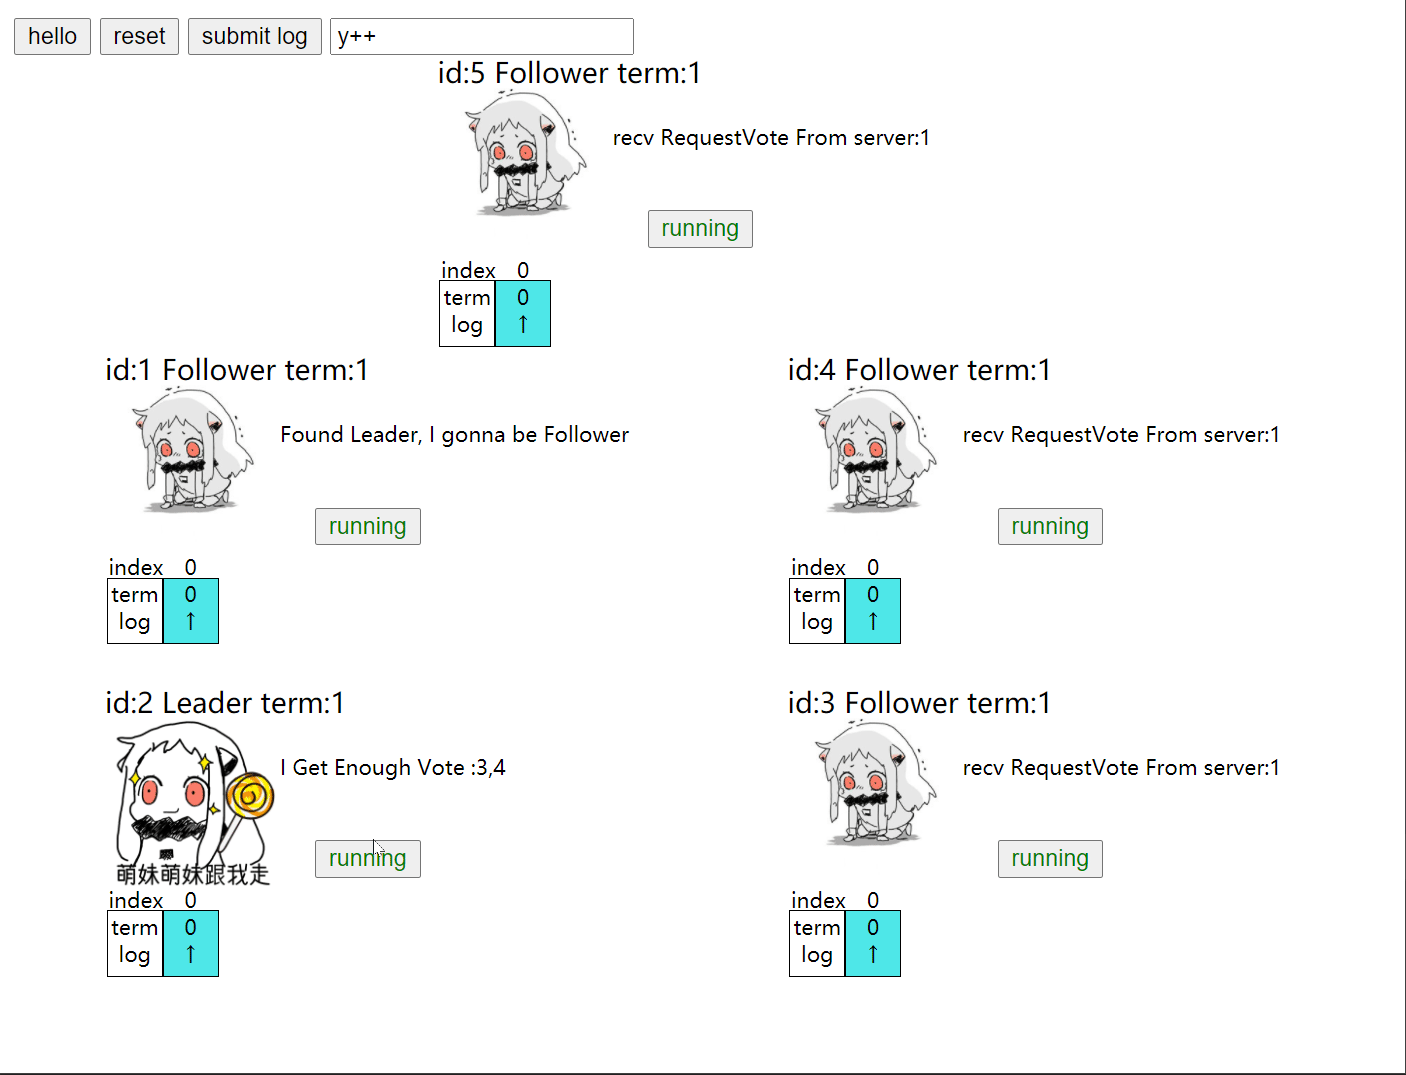 hello reset submit log y++
id:5 Follower term:1
recv RequestVote From server:1
running
index 0
term 0
log ↑
id:1 Follower term:1
Found Leader, I gonna be Follower
running
index 0
term 0
log ↑
id:4 Follower term:1
recv RequestVote From server:1
running
index 0
term 0
log ↑
id:2 Leader term:1
I Get Enough Vote :3,4
running
萌妹萌妹跟我走
index 0
term 0
log ↑
id:3 Follower term:1
recv RequestVote From server:1
running
index 0
term 0
log ↑